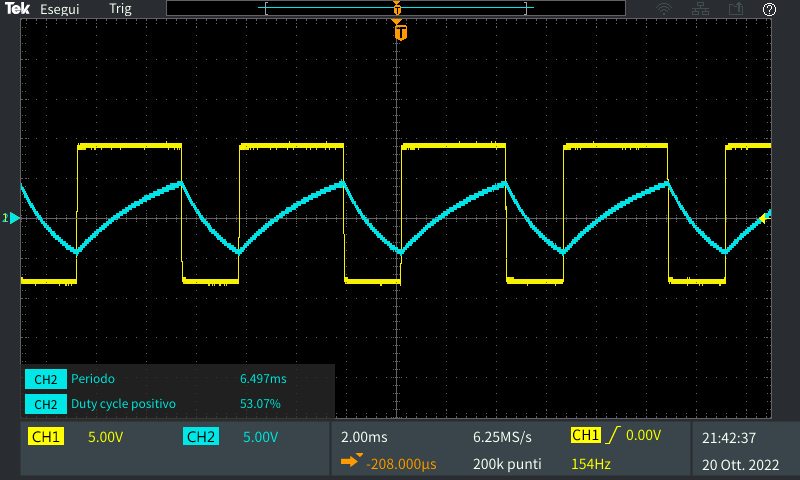 Tek Esegui Trig T ?
T
CH2 Periodo 6.497ms
CH2 Duty cycle positivo 53.07%
CH1 5.00V CH2 5.00V 2.00ms 6.25MS/s CH1 0.00V 21:42:37
-208.000µs 200k punti 154Hz 20 Ott. 2022